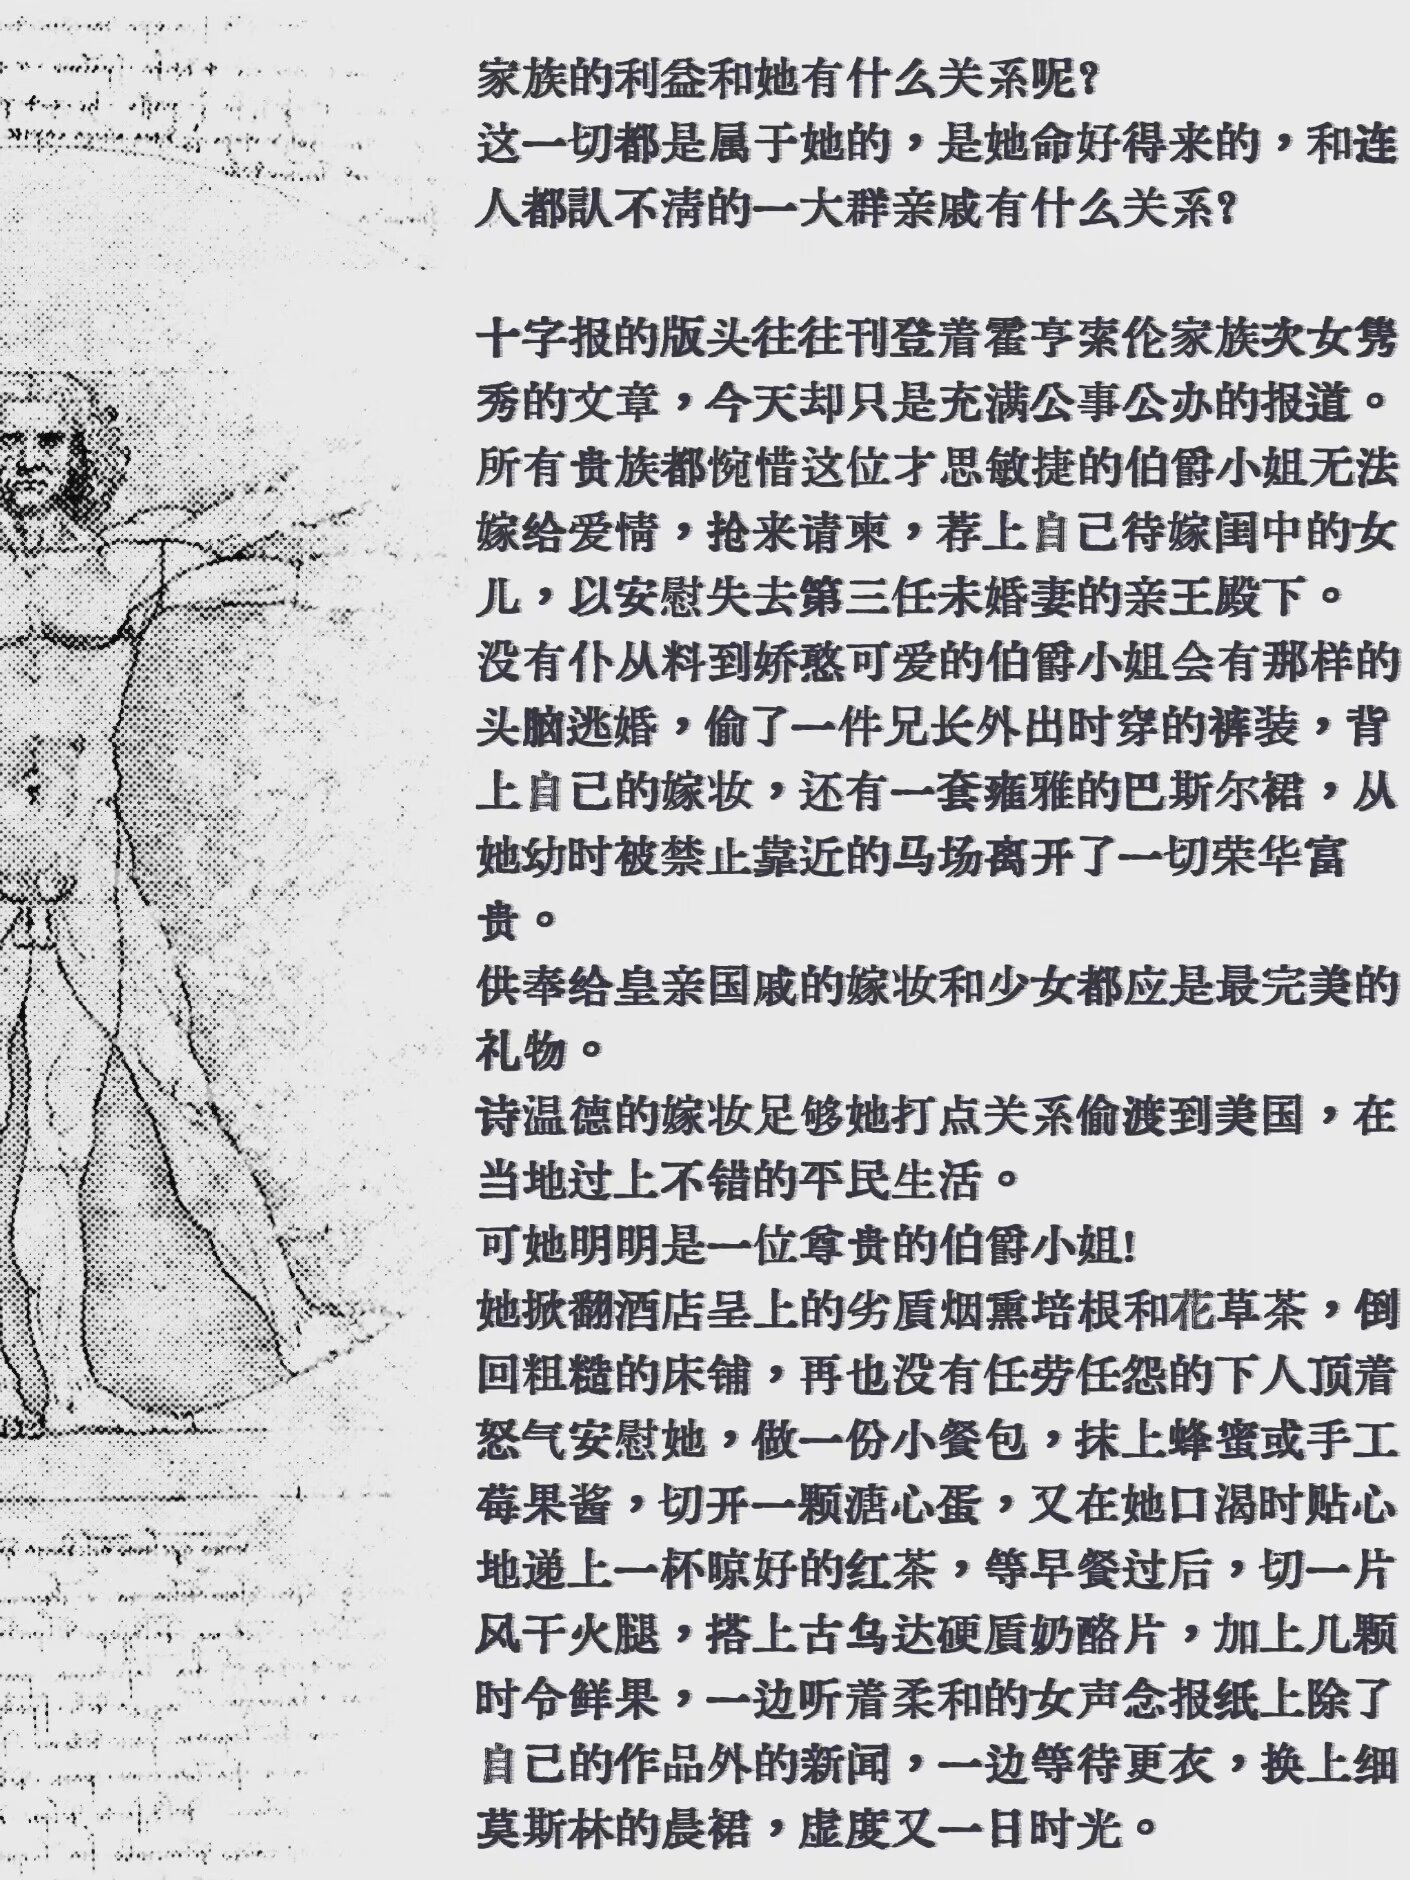 家族的利益和她有什么关系呢?
这一切都是属于她的，是她命好得来的，和连
人都認不清的一大群亲戚有什么关系?
十字报的版头往往刊登着霍亨索伦家族次女隽
秀的文章，今天却只是充满公事公办的报道。
所有贵族都惋惜这位才思敏捷的伯爵小姐无法
嫁给爱情，抢来请柬，荐上自己待嫁闺中的女
儿，以安慰失去第三任未婚妻的亲王殿下。
没有仆从料到娇憨可爱的伯爵小姐会有那样的
头脑逃婚，偷了一件兄长外出时穿的裤装，背
上自己的嫁妆，还有一套雍雅的巴斯尔裙，从
她幼时被禁止靠近的马场离开了一切荣华富
贵。
供奉给皇亲国戚的嫁妆和少女都应是最完美的
礼物。
诗温德的嫁妆足够她打点关系偷渡到美国，在
当地过上不错的平民生活。
可她明明是一位尊贵的伯爵小姐!
她掀翻酒店呈上的劣質烟熏培根和花草茶，倒
回粗糙的床铺，再也没有任劳任怨的下人顶着
怒气安慰她，做一份小餐包，抹上蜂蜜或手工
莓果酱，切开一颗溏心蛋，又在她口渴时贴心
地递上一杯晾好的红茶，等早餐过后，切一片
风干火腿，搭上古乌达硬質奶酪片，加上几颗
时令鲜果，一边听着柔和的女声念报纸上除了
自己的作品外的新闻，一边等待更衣，换上细
莫斯林的晨裙，虚度又一日时光。